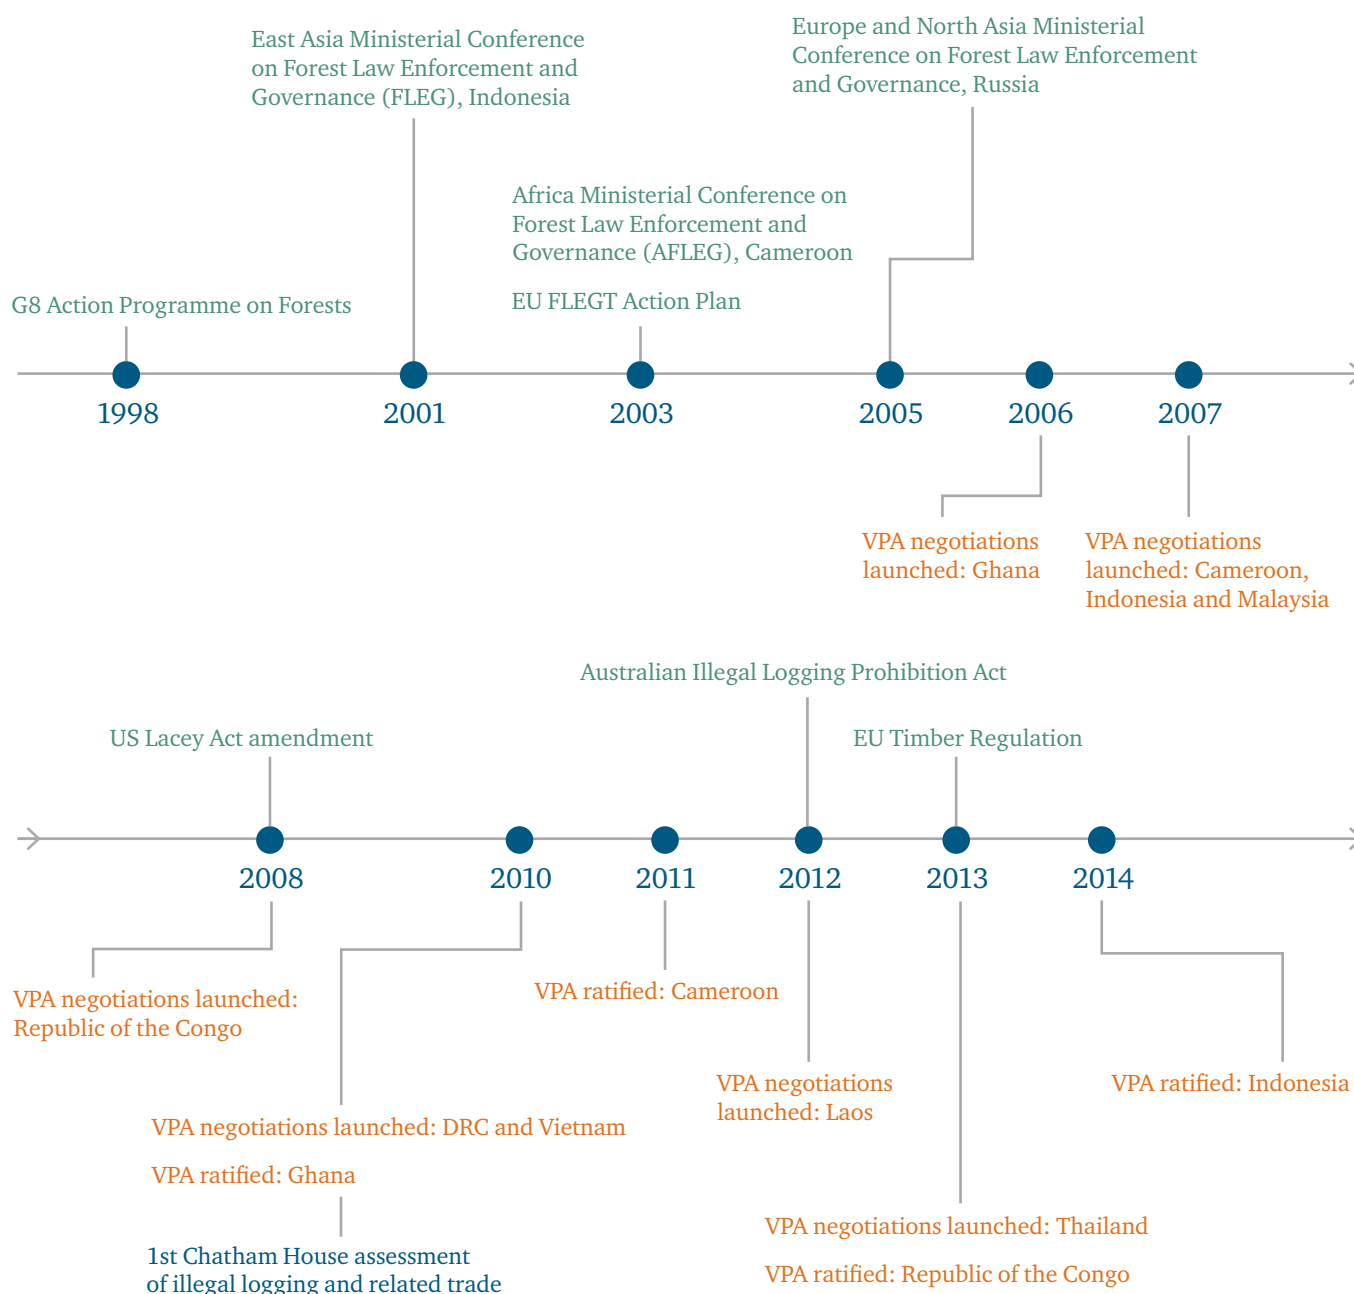 East Asia Ministerial Conference
on Forest Law Enforcement and
Governance (FLEG), Indonesia
Europe and North Asia Ministerial
Conference on Forest Law Enforcement
and Governance, Russia
Africa Ministerial Conference on
Forest Law Enforcement and
Governance (AFLEG), Cameroon
G8 Action Programme on Forests
EU FLEGT Action Plan
1998
2001
2003
2005
2006
2007
VPA negotiations
launched: Ghana
VPA negotiations
launched: Cameroon,
Indonesia and Malaysia
Australian Illegal Logging Prohibition Act
US Lacey Act amendment
EU Timber Regulation
2008
2010
2011
2012
2013
2014
VPA negotiations launched:
Republic of the Congo
VPA ratified: Cameroon
VPA negotiations
launched: Laos
VPA ratified: Indonesia
VPA negotiations launched: DRC and Vietnam
VPA ratified: Ghana
VPA negotiations launched: Thailand
VPA ratified: Republic of the Congo
1st Chatham House assessment
of illegal logging and related trade